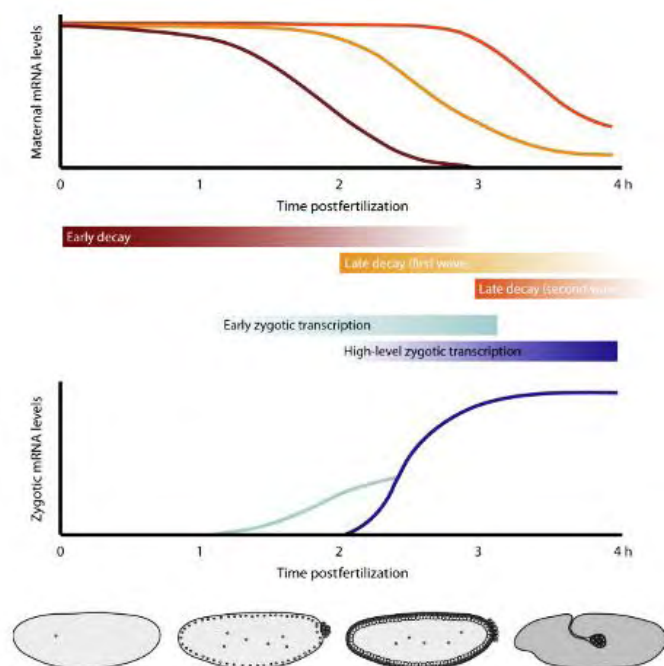 Maternal mRNA levels
0 1 2 3 4 h
Time postfertilization
Early decay
Late decay (first wave
Late decay (second
Early zygotic transcription
High-level zygotic transcription
Zygotic mRNA levels
0 1 2 3 4 h
Time postfertilization